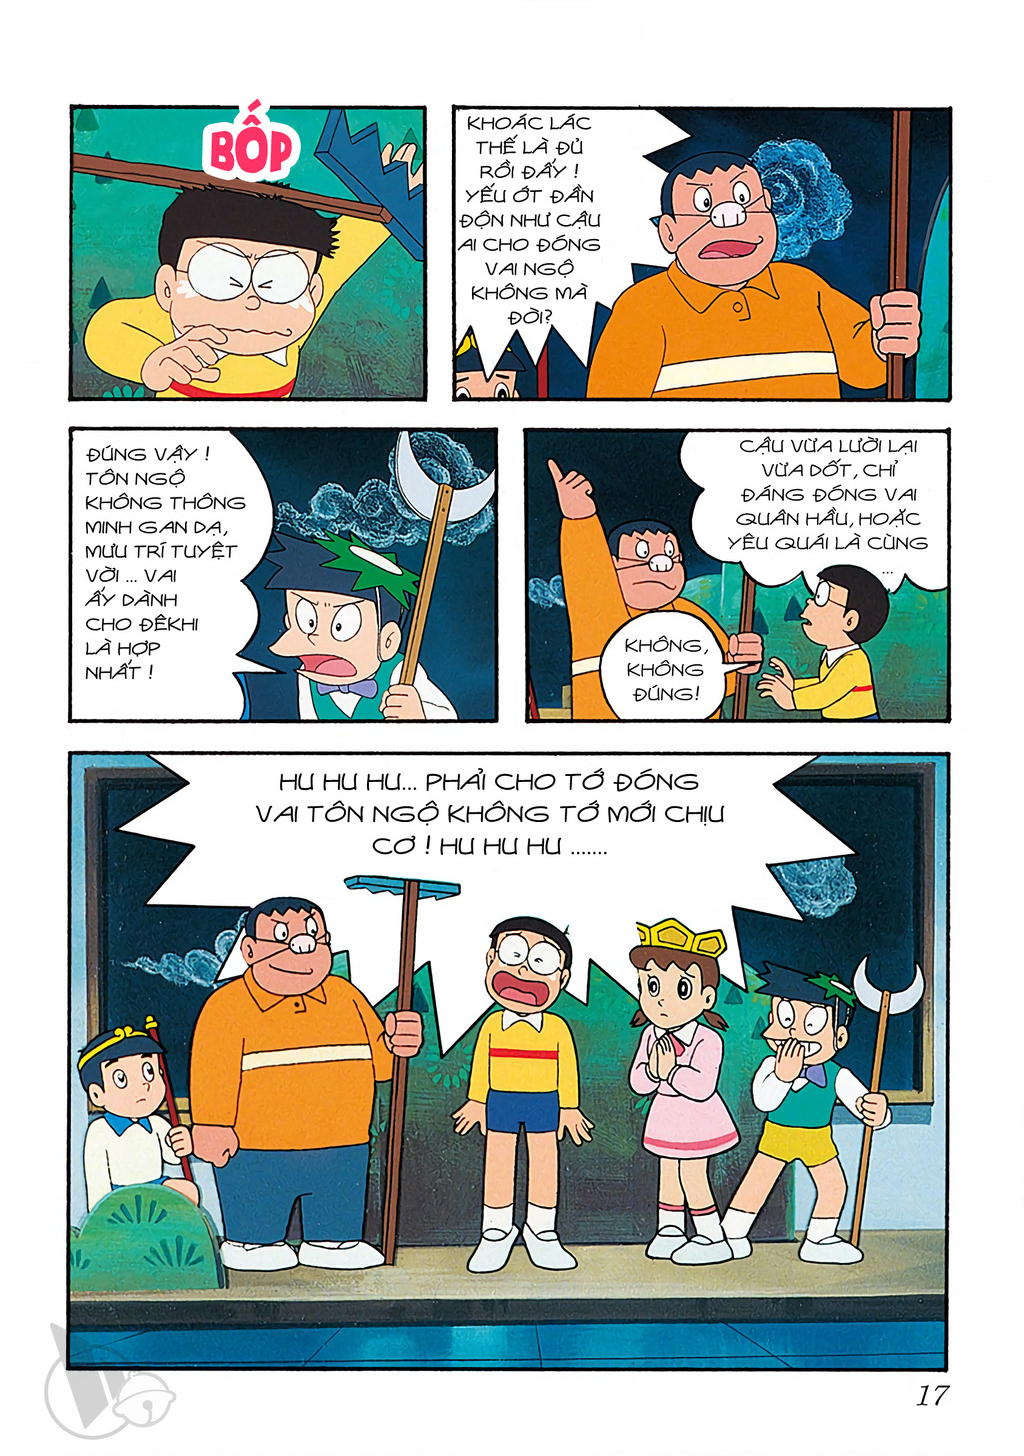 BỐP
KHOÁC LÁC
THẾ LÀ ĐỦ
RỒI ĐẤY !
YẾU ỚT ĐẦN
ĐỘN NHƯ CẬU
AI CHO ĐÓNG
VAI NGỘ
KHÔNG MÀ
ĐỜI?
ĐÚNG VẬY !
TÔN NGỘ
KHÔNG THÔNG
MINH GAN DẠ,
MƯU TRÍ TUYỆT
VỜI ... VAI
ẤY DÀNH
CHO ĐÊKHI
LÀ HỢP
NHẤT !
CẬU VỪA LƯỜI LẠI
VỪA DỐT, CHỈ
ĐÁNG ĐÓNG VAI
QUÂN HẦU, HOẶC
YÊU QUÁI LÀ CÙNG
...
KHÔNG,
KHÔNG
ĐÚNG!
HU HU HU... PHẢI CHO TỚ ĐÓNG
VAI TÔN NGỘ KHÔNG TỚ MỚI CHỊU
CƠ ! HU HU HU .......
17